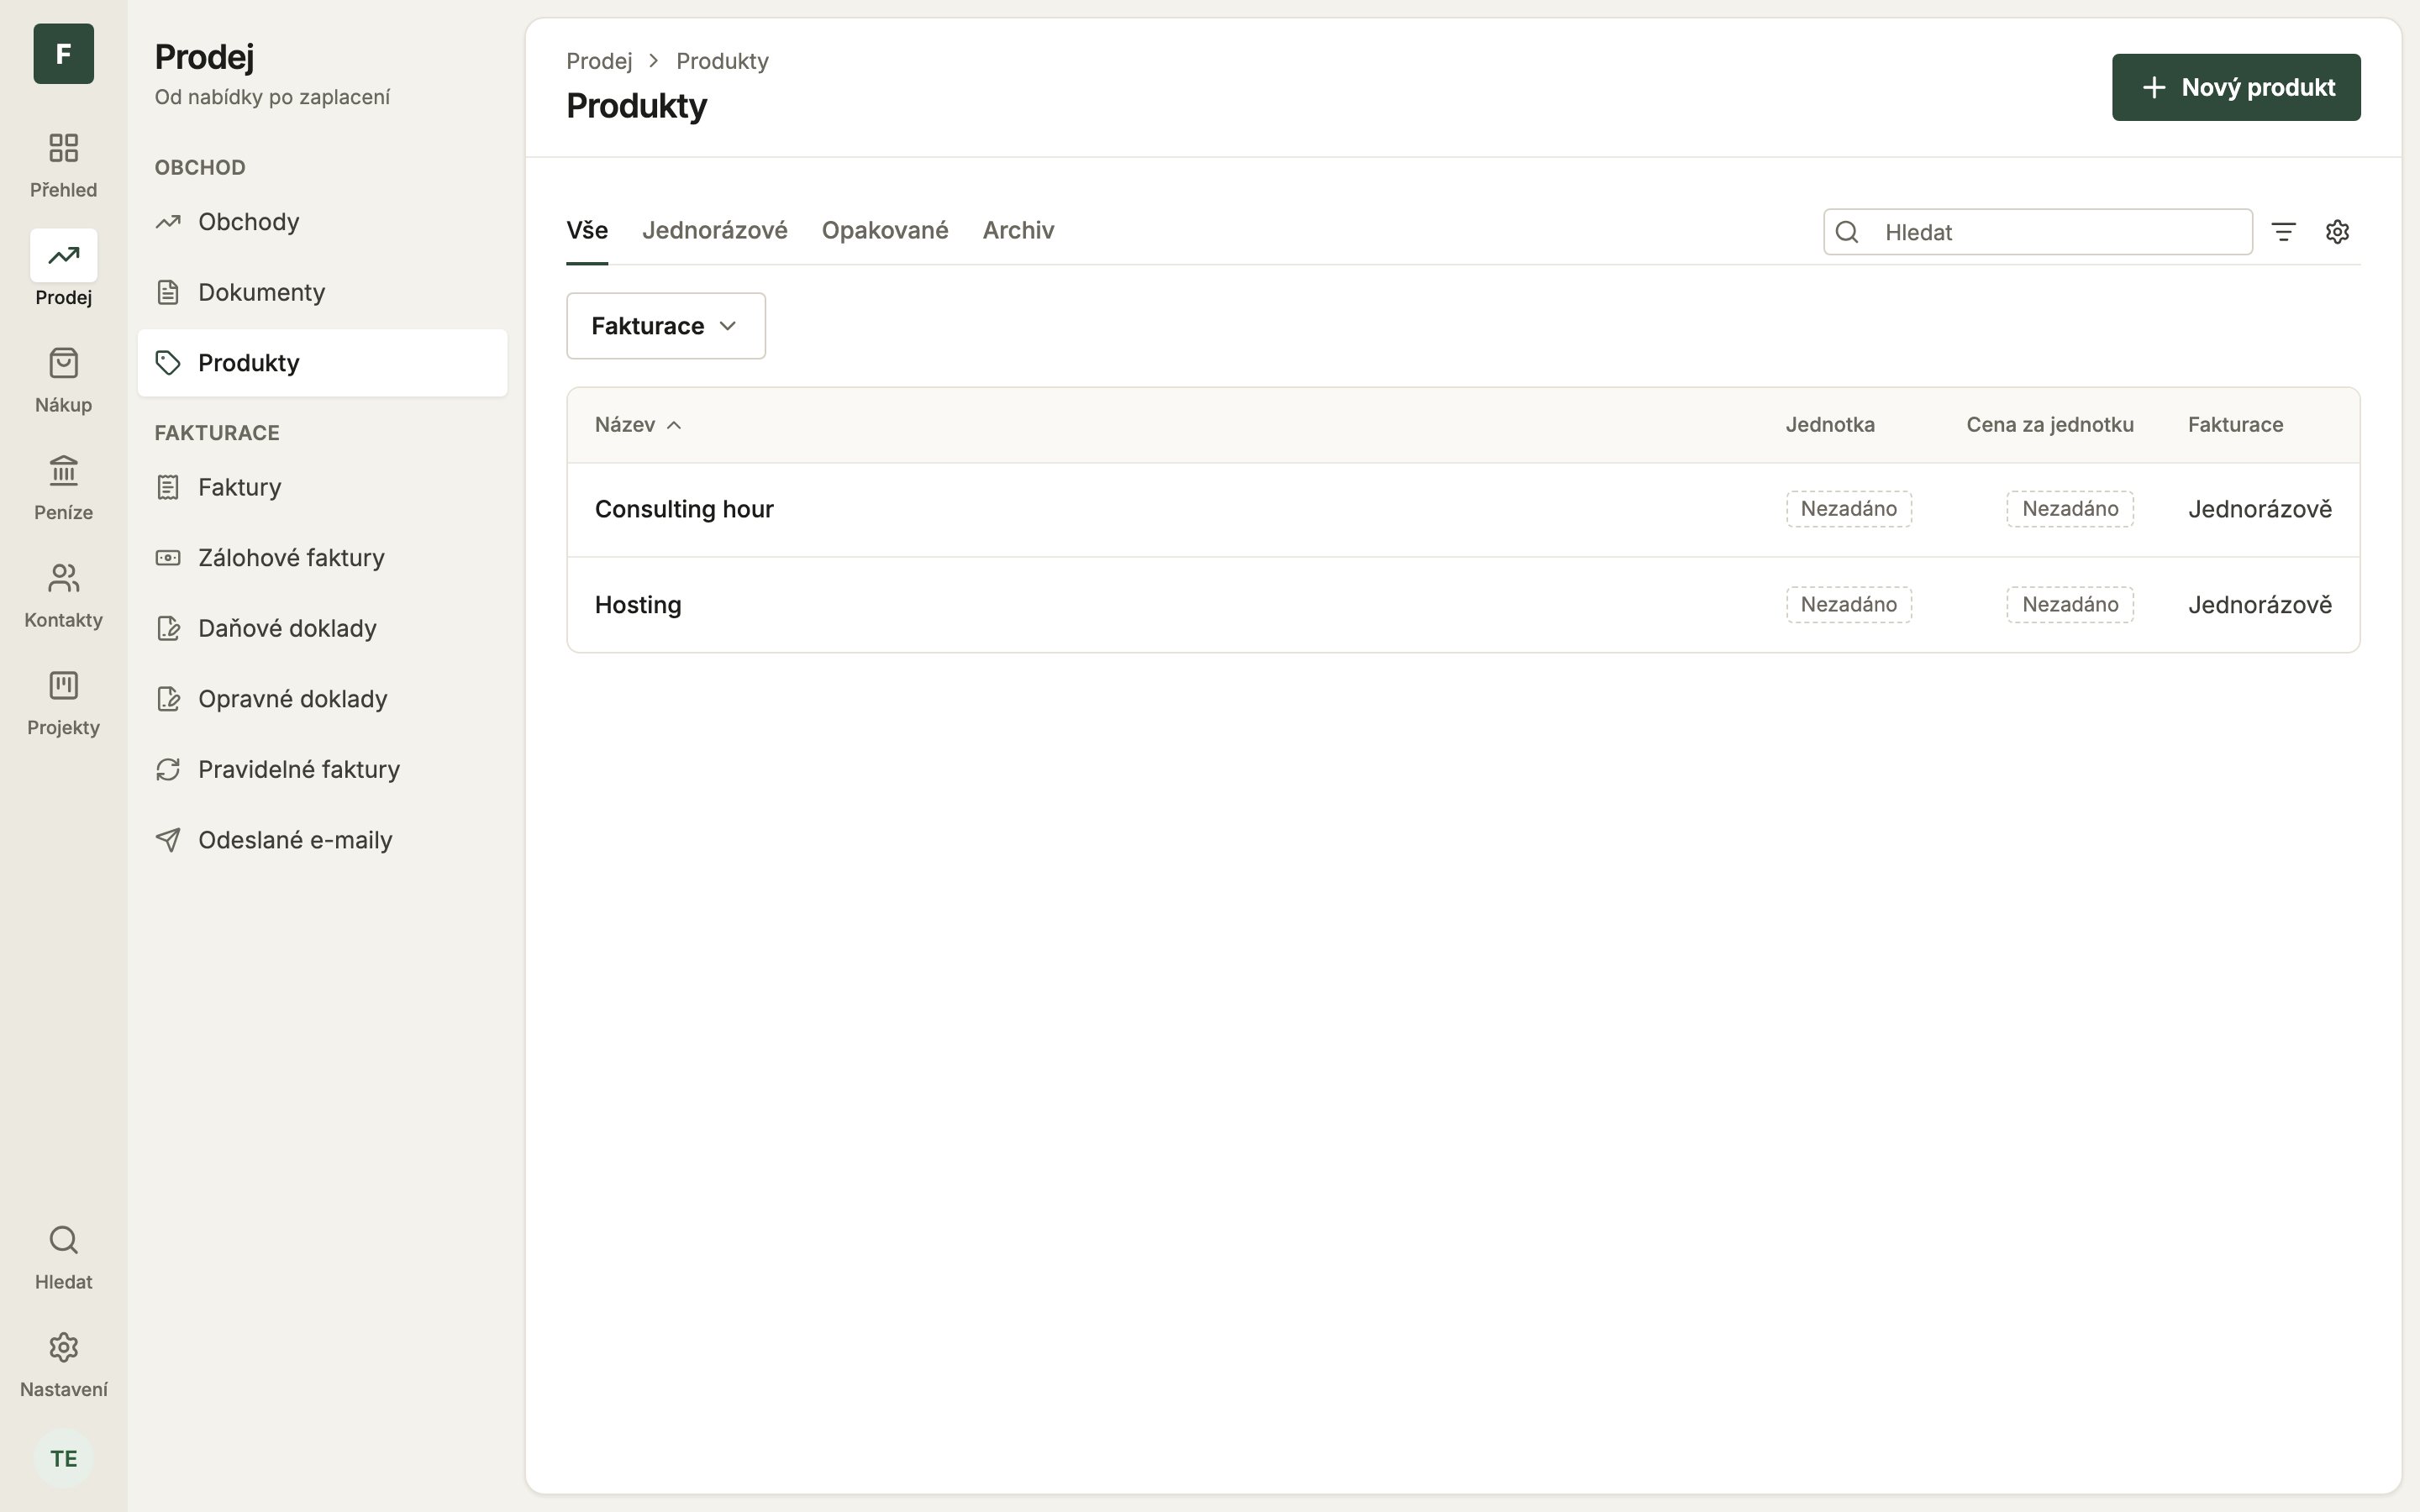 F
Přehled
Prodej
Nákup
Peníze
Kontakty
Projekty
Hledat
Nastavení
TE
Prodej
Od nabídky po zaplacení
OBCHOD
Obchody
Dokumenty
Produkty
FAKTURACE
Faktury
Zálohové faktury
Daňové doklady
Opravné doklady
Pravidelné faktury
Odeslané e-maily
Prodej > Produkty
Produkty
+ Nový produkt
Vše Jednorázové Opakované Archiv Hledat
Fakturace
Název Jednotka Cena za jednotku Fakturace
Consulting hour Nezadáno Nezadáno Jednorázově
Hosting Nezadáno Nezadáno Jednorázově